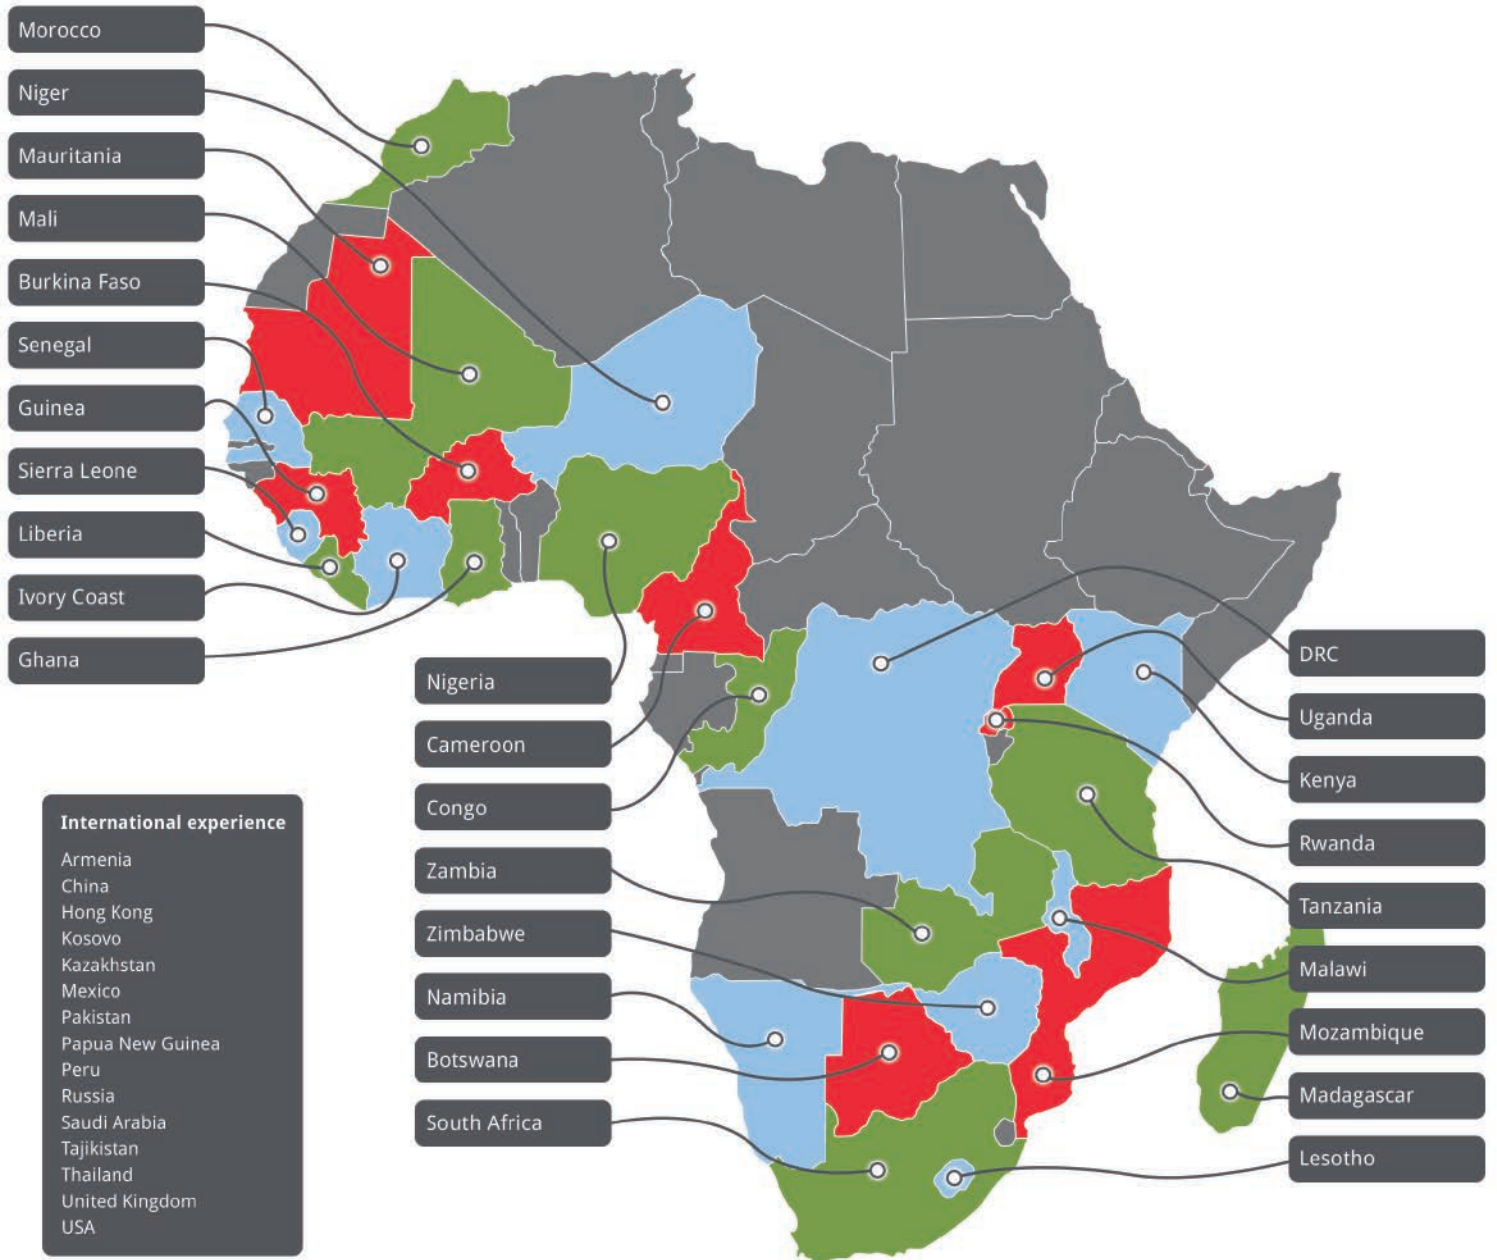 Morocco
Niger
Mauritania
Mali
Burkina Faso
Senegal
Guinea
Sierra Leone
Liberia
Ivory Coast
Ghana
Nigeria
Cameroon
Congo
Zambia
Zimbabwe
Namibia
Botswana
South Africa
DRC
Uganda
Kenya
Rwanda
Tanzania
Malawi
Mozambique
Madagascar
Lesotho
International experience
Armenia
China
Hong Kong
Kosovo
Kazakhstan
Mexico
Pakistan
Papua New Guinea
Peru
Russia
Saudi Arabia
Tajikistan
Thailand
United Kingdom
USA